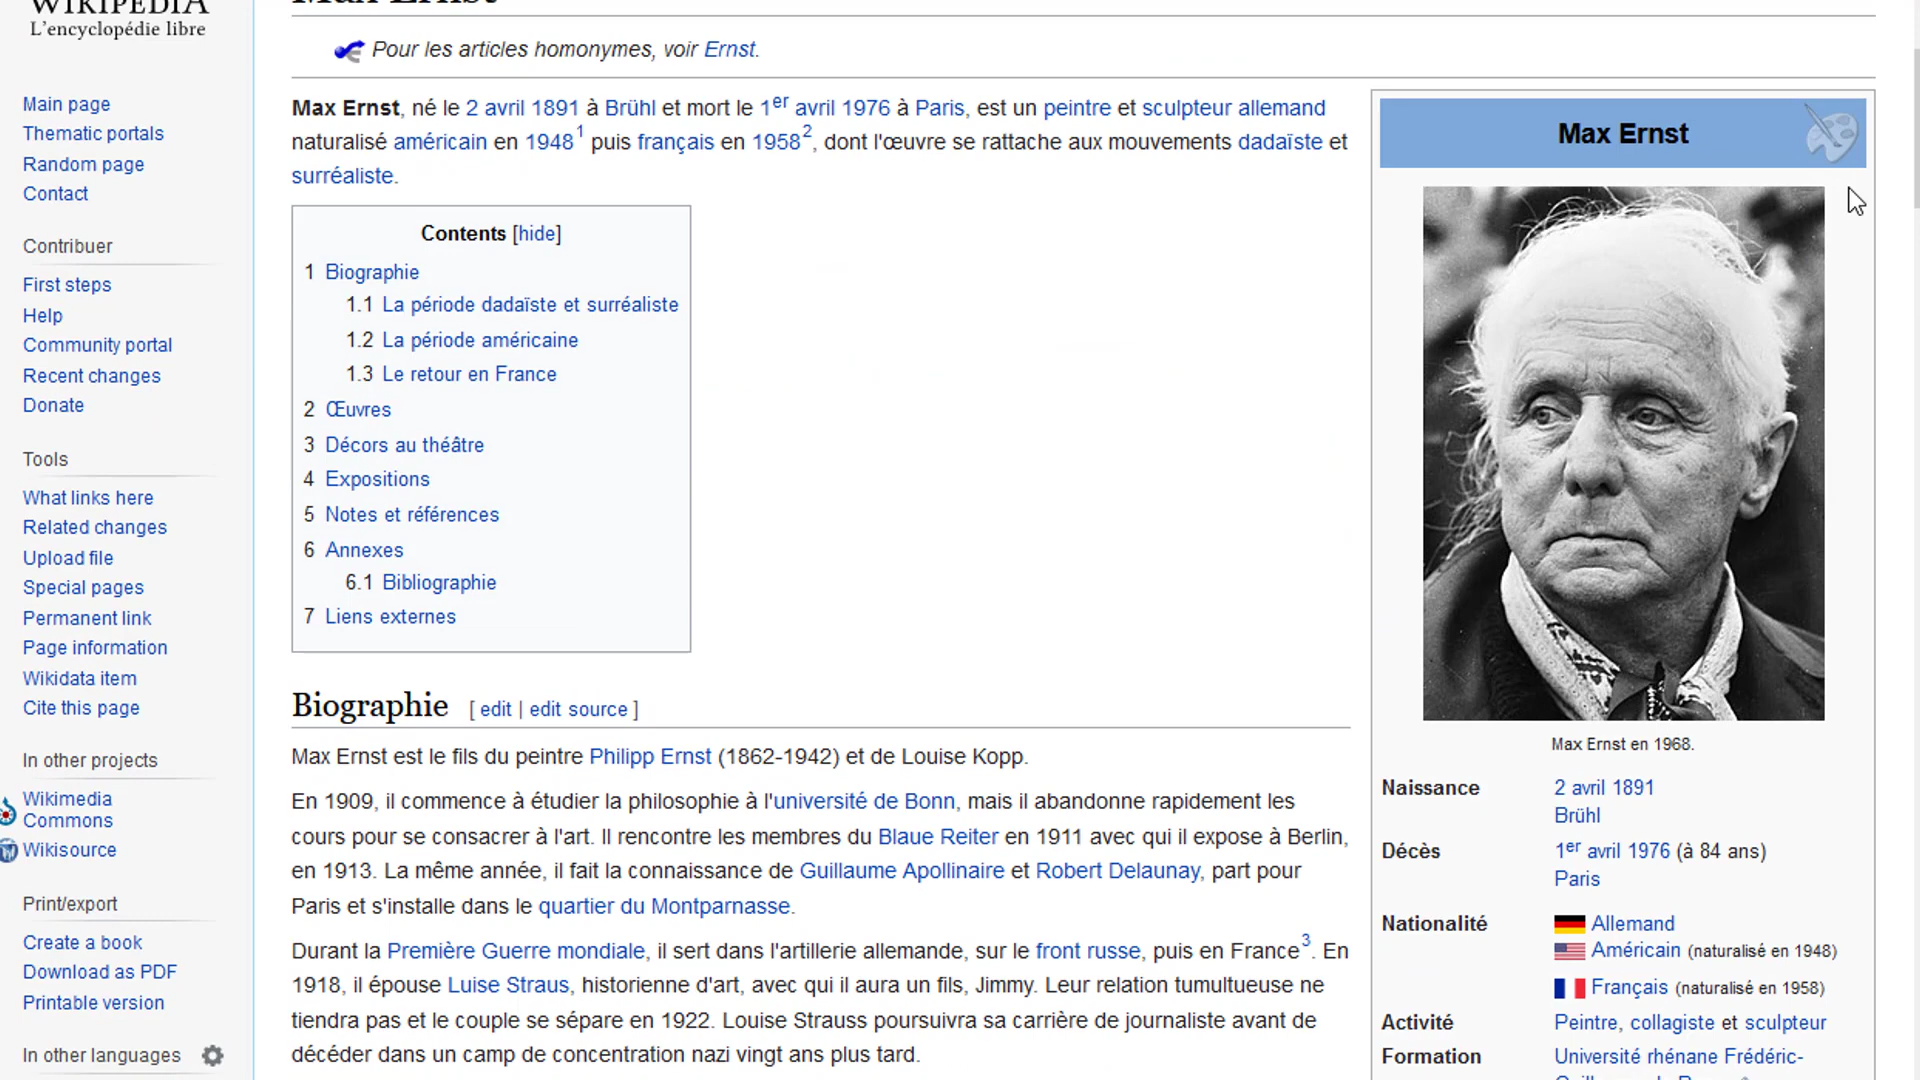 WIKIPEDIA
L'encyclopédie libre
Main page
Thematic portals
Random page
Contact
Contribuer
First steps
Help
Community portal
Recent changes
Donate
Tools
What links here
Related changes
Upload file
Special pages
Permanent link
Page information
Wikidata item
Cite this page
In other projects
Wikimedia
Commons
Wikisource
Print/export
Create a book
Download as PDF
Printable version
In other languages
Max Ernst
Pour les articles homonymes, voir Ernst.
Max Ernst, né le 2 avril 1891 à Brühl et mort le 1er avril 1976 à Paris, est un peintre et sculpteur allemand
naturalisé américain en 1948¹ puis français en 1958², dont l'œuvre se rattache aux mouvements dadaïste et
surréaliste.
Contents [hide]
1 Biographie
1.1 La période dadaïste et surréaliste
1.2 La période américaine
1.3 Le retour en France
2 Œuvres
3 Décors au théâtre
4 Expositions
5 Notes et références
6 Annexes
6.1 Bibliographie
7 Liens externes
Biographie [ edit | edit source ]
Max Ernst est le fils du peintre Philipp Ernst (1862-1942) et de Louise Kopp.
En 1909, il commence à étudier la philosophie à l'université de Bonn, mais il abandonne rapidement les
cours pour se consacrer à l'art. Il rencontre les membres du Blaue Reiter en 1911 avec qui il expose à Berlin,
en 1913. La même année, il fait la connaissance de Guillaume Apollinaire et Robert Delaunay, part pour
Paris et s'installe dans le quartier du Montparnasse.
Durant la Première Guerre mondiale, il sert dans l'artillerie allemande, sur le front russe, puis en France³. En
1918, il épouse Luise Straus, historienne d'art, avec qui il aura un fils, Jimmy. Leur relation tumultueuse ne
tiendra pas et le couple se sépare en 1922. Louise Strauss poursuivra sa carrière de journaliste avant de
décéder dans un camp de concentration nazi vingt ans plus tard.
Max Ernst
Max Ernst en 1968.
Naissance 2 avril 1891
Brühl
Décès 1er avril 1976 (à 84 ans)
Paris
Nationalité Allemand
Américain (naturalisé en 1948)
Français (naturalisé en 1958)
Activité Peintre, collagiste et sculpteur
Formation Université rhénane Frédéric-